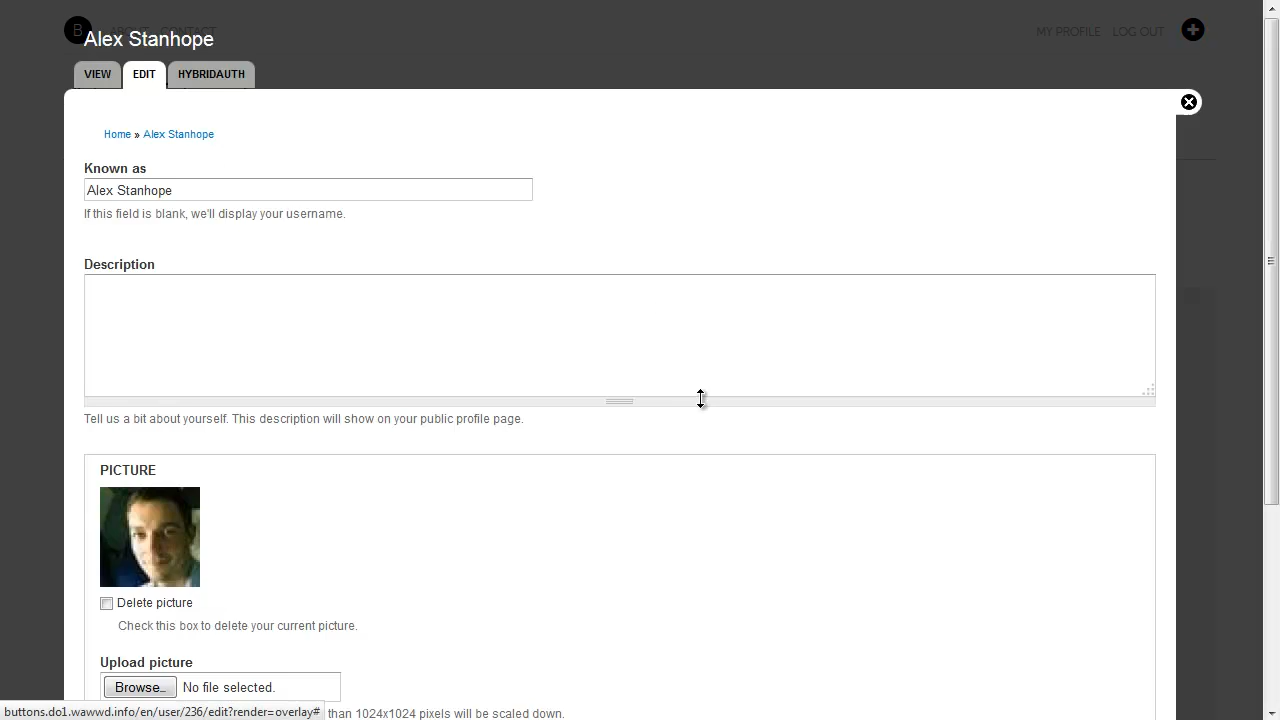 B ABOUT CONTACT
MY PROFILE LOG OUT
Alex Stanhope
VIEW EDIT HYBRIDAUTH
Home » Alex Stanhope
Known as
Alex Stanhope
If this field is blank, we'll display your username.
Description
Tell us a bit about yourself. This description will show on your public profile page.
PICTURE
Delete picture
Check this box to delete your current picture.
Upload picture
Browse... No file selected.
buttons.do1.wawwd.info/en/user/236/edit?render=overlay# than 1024x1024 pixels will be scaled down.